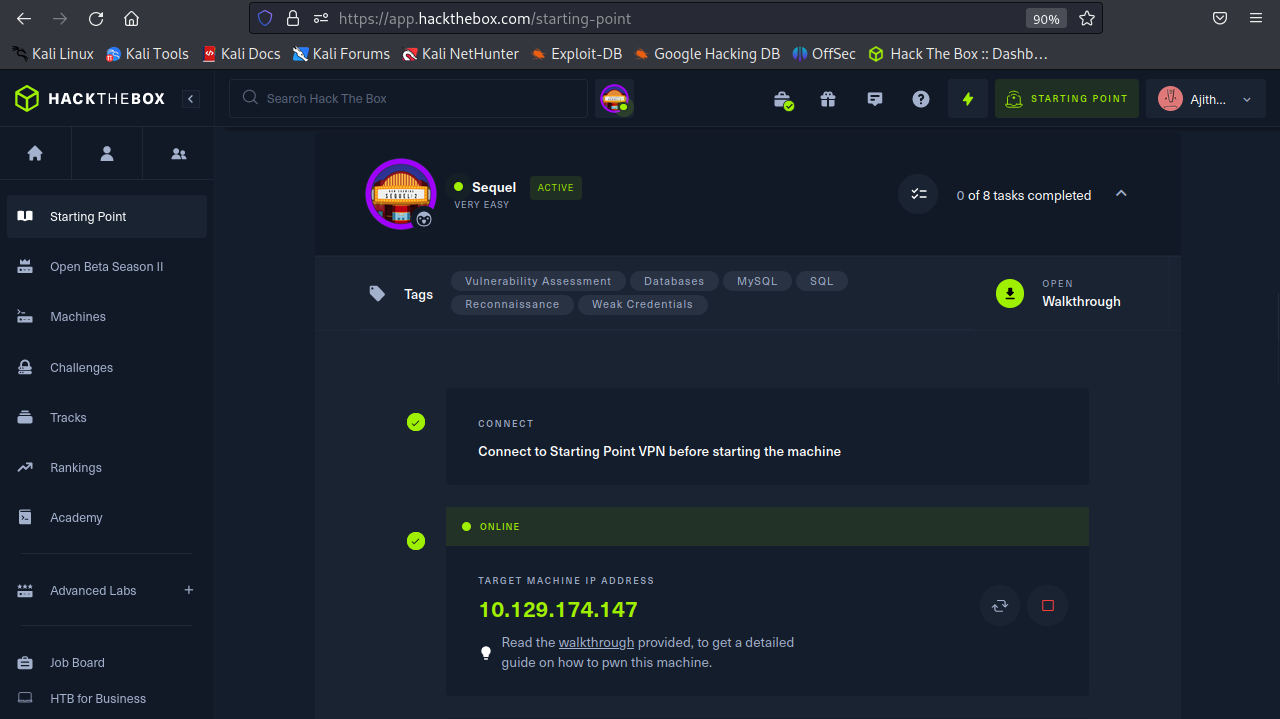 https://app.hackthebox.com/starting-point 90%
Kali Linux Kali Tools Kali Docs Kali Forums Kali NetHunter Exploit-DB Google Hacking DB OffSec Hack The Box :: Dashb...
HACKTHEBOX Search Hack The Box STARTING POINT Ajith...
Starting Point
Open Beta Season II
Machines
Challenges
Tracks
Rankings
Academy
Advanced Labs +
Job Board
HTB for Business
Sequel ACTIVE
VERY EASY
0 of 8 tasks completed
Tags
Vulnerability Assessment Databases MySQL SQL
Reconnaissance Weak Credentials
OPEN
Walkthrough
CONNECT
Connect to Starting Point VPN before starting the machine
ONLINE
TARGET MACHINE IP ADDRESS
10.129.174.147
Read the walkthrough provided, to get a detailed
guide on how to pwn this machine.